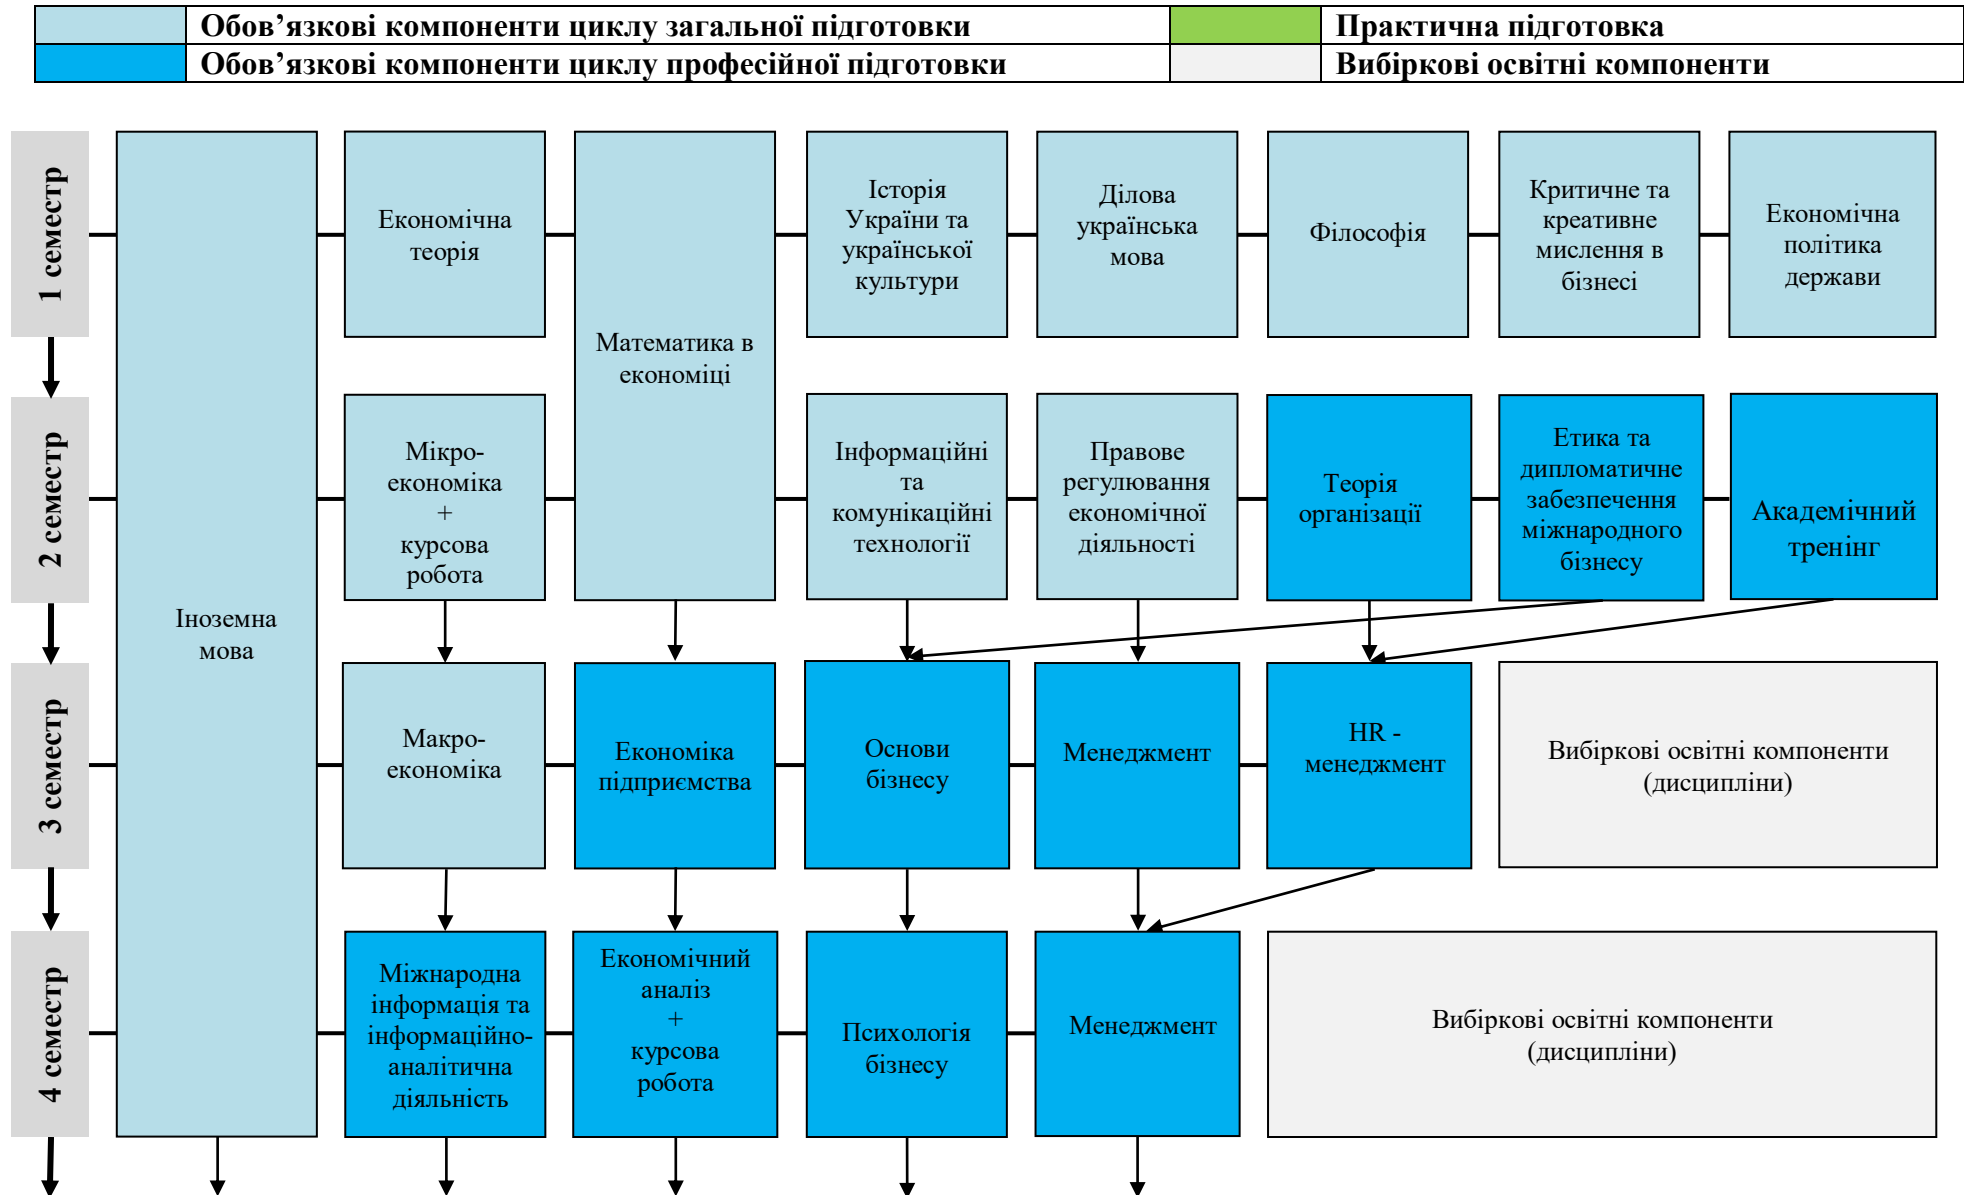 Обов’язкові компоненти циклу загальної підготовки
Практична підготовка
Обов’язкові компоненти циклу професійної підготовки
Вибіркові освітні компоненти
1 семестр
Економічна
теорія
Математика в
економіці
Історія
України та
української
культури
Ділова
українська
мова
Філософія
Критичне та
креативне
мислення в
бізнесі
Економічна
політика
держави
2 семестр
Іноземна
мова
Мікро-
економіка
+
курсова
робота
Інформаційні
та
комунікаційні
технології
Правове
регулювання
економічної
діяльності
Теорія
організації
Етика та
дипломатичне
забезпечення
міжнародного
бізнесу
Академічний
тренінг
3 семестр
Макро-
економіка
Економіка
підприємства
Основи
бізнесу
Менеджмент
HR -
менеджмент
Вибіркові освітні компоненти
(дисципліни)
4 семестр
Міжнародна
інформація та
інформаційно-
аналітична
діяльність
Економічний
аналіз
+
курсова
робота
Психологія
бізнесу
Менеджмент
Вибіркові освітні компоненти
(дисципліни)